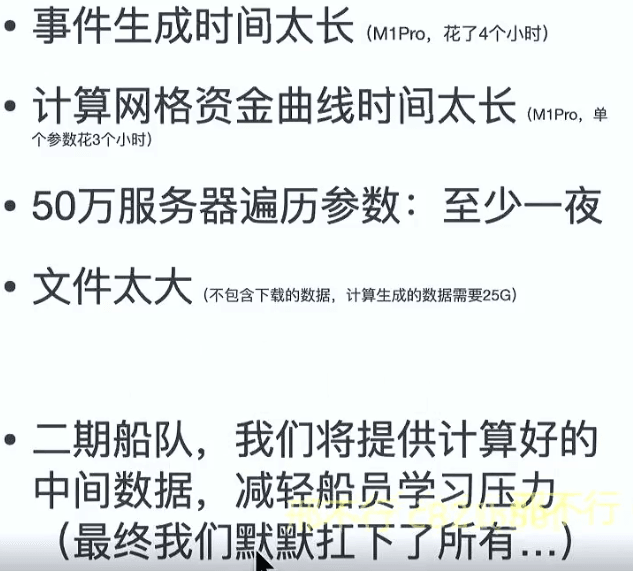 • 事件生成时间太长（M1Pro，花了4个小时）
• 计算网格资金曲线时间太长（M1Pro，单
个参数花3个小时）
• 50万服务器遍历参数：至少一夜
• 文件太大（不包含下载的数据，计算生成的数据需要25G）
• 二期船队，我们将提供计算好的
中间数据，减轻船员学习压力
（最终我们默默扛下了所有...）